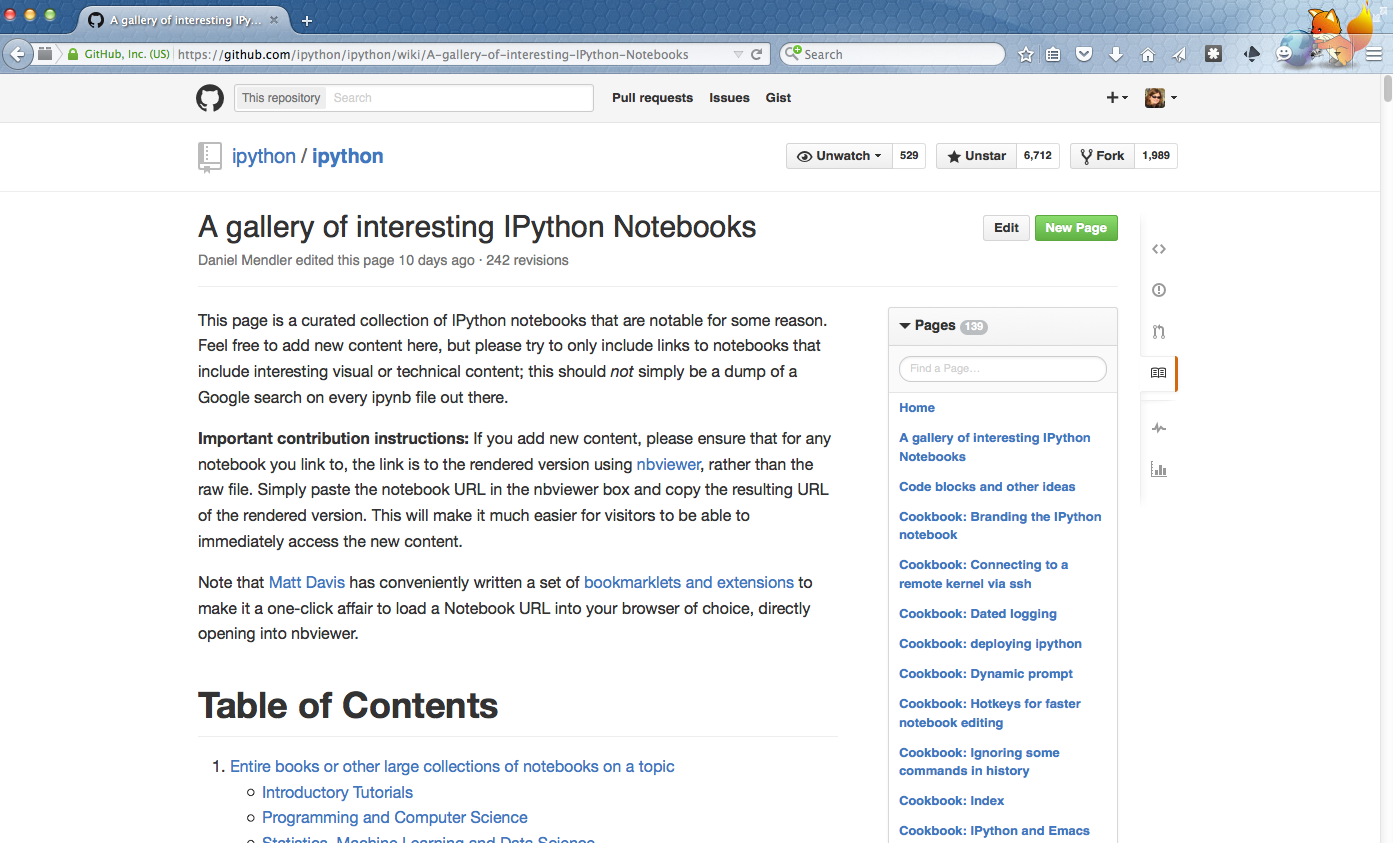 A gallery of interesting IPy...
GitHub, Inc. (US)
https://github.com/ipython/ipython/wiki/A-gallery-of-interesting-IPython-Notebooks
Search
This repository
Search
Pull requests
Issues
Gist
ipython / ipython
Unwatch
529
Unstar
6,712
Fork
1,989
A gallery of interesting IPython Notebooks
Edit
New Page
Daniel Mendler edited this page 10 days ago · 242 revisions
This page is a curated collection of IPython notebooks that are notable for some reason.
Feel free to add new content here, but please try to only include links to notebooks that
include interesting visual or technical content; this should not simply be a dump of a
Google search on every ipynb file out there.
Important contribution instructions: If you add new content, please ensure that for any
notebook you link to, the link is to the rendered version using nbviewer, rather than the
raw file. Simply paste the notebook URL in the nbviewer box and copy the resulting URL
of the rendered version. This will make it much easier for visitors to be able to
immediately access the new content.
Note that Matt Davis has conveniently written a set of bookmarklets and extensions to
make it a one-click affair to load a Notebook URL into your browser of choice, directly
opening into nbviewer.
Table of Contents
1. Entire books or other large collections of notebooks on a topic
Introductory Tutorials
Programming and Computer Science
Statistics, Machine Learning and Data Science
Pages 139
Find a Page...
Home
A gallery of interesting IPython
Notebooks
Code blocks and other ideas
Cookbook: Branding the IPython
notebook
Cookbook: Connecting to a
remote kernel via ssh
Cookbook: Dated logging
Cookbook: deploying ipython
Cookbook: Dynamic prompt
Cookbook: Hotkeys for faster
notebook editing
Cookbook: Ignoring some
commands in history
Cookbook: Index
Cookbook: IPython and Emacs